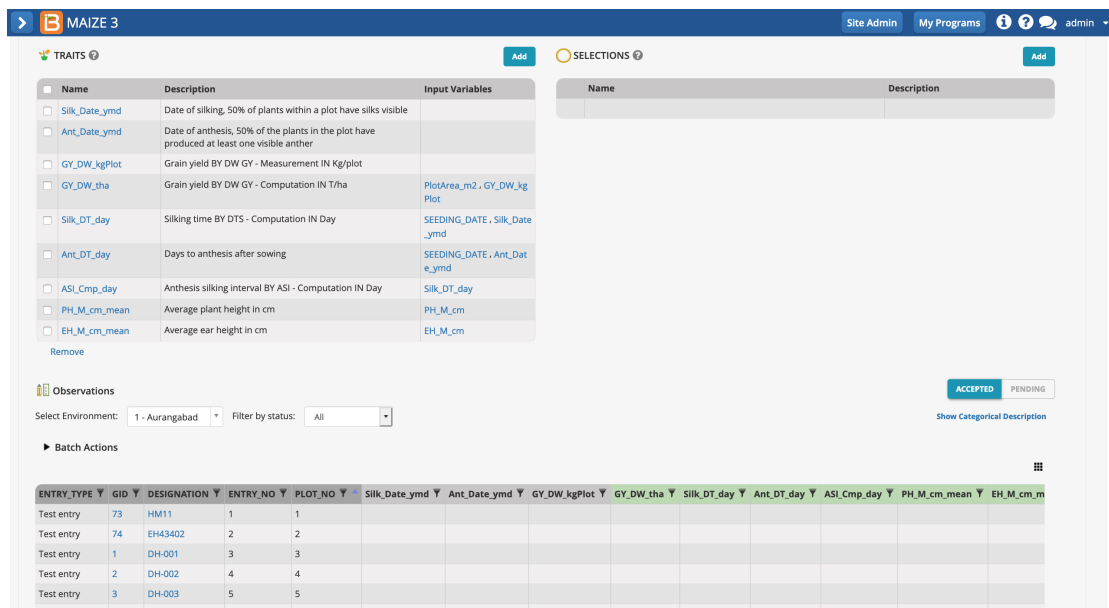 MAIZE 3 Site Admin My Programs admin
TRAITS Add
Name Description Input Variables
Silk_Date_ymd Date of silking, 50% of plants within a plot have silks visible
Ant_Date_ymd Date of anthesis, 50% of the plants in the plot have
produced at least one visible anther
GY_DW_kgPlot Grain yield BY DW GY - Measurement IN Kg/plot
GY_DW_tha Grain yield BY DW GY - Computation IN T/ha PlotArea_m2 , GY_DW_kg
Plot
Silk_DT_day Silking time BY DTS - Computation IN Day SEEDING_DATE , Silk_Date
_ymd
Ant_DT_day Days to anthesis after sowing SEEDING_DATE , Ant_Dat
e_ymd
ASI_Cmp_day Anthesis silking interval BY ASI - Computation IN Day Silk_DT_day
PH_M_cm_mean Average plant height in cm PH_M_cm
EH_M_cm_mean Average ear height in cm EH_M_cm
Remove
SELECTIONS Add
Name Description
Observations ACCEPTED PENDING
Select Environment: 1 - Aurangabad Filter by status: All Show Categorical Description
Batch Actions
ENTRY_TYPE GID DESIGNATION ENTRY_NO PLOT_NO Silk_Date_ymd Ant_Date_ymd GY_DW_kgPlot GY_DW_tha Silk_DT_day Ant_DT_day ASI_Cmp_day PH_M_cm_mean EH_M_cm_m
Test entry 73 HM11 1 1
Test entry 74 EH43402 2 2
Test entry 1 DH-001 3 3
Test entry 2 DH-002 4 4
Test entry 3 DH-003 5 5